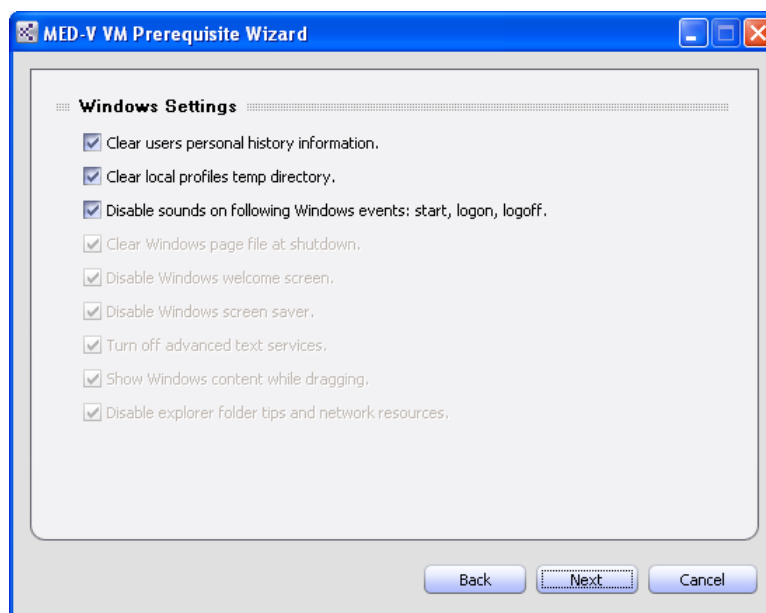 MED-V VM Prerequisite Wizard
Windows Settings
Clear users personal history information.
Clear local profiles temp directory.
Disable sounds on following Windows events: start, logon, logoff.
Clear Windows page file at shutdown.
Disable Windows welcome screen.
Disable Windows screen saver.
Turn off advanced text services.
Show Windows content while dragging.
Disable explorer folder tips and network resources.
Back Next Cancel